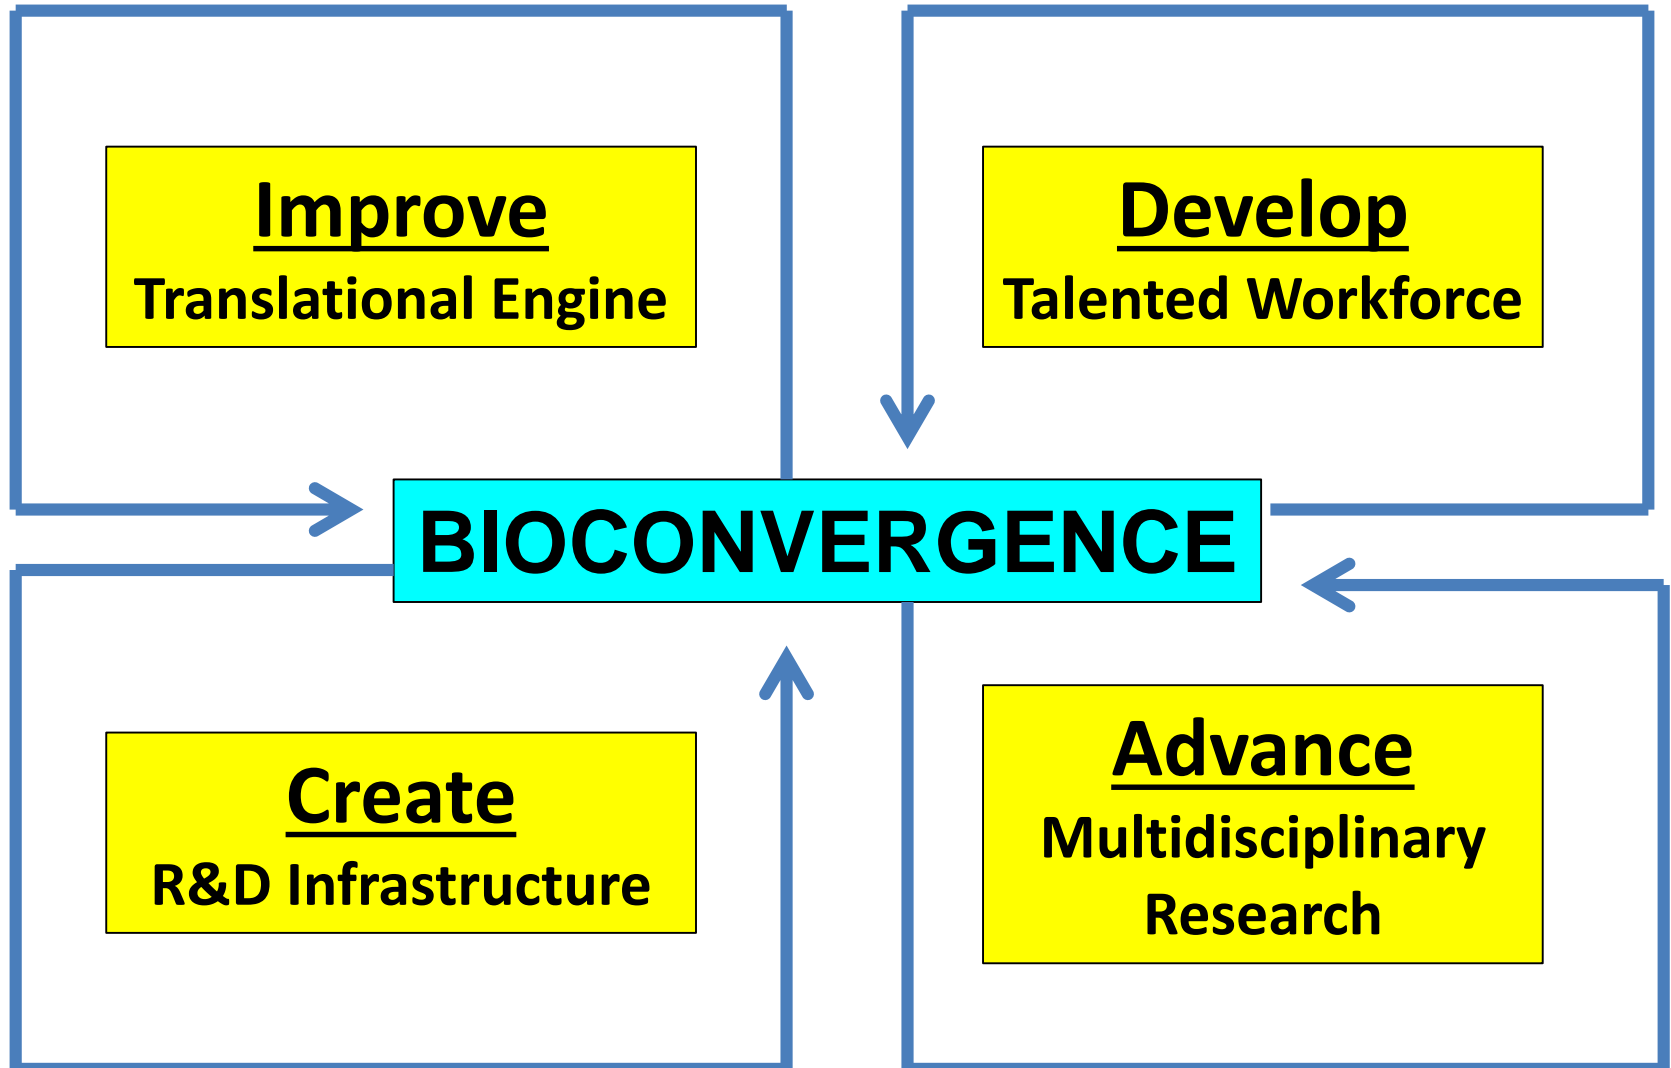 Improve
Translational Engine
Develop
Talented Workforce
BIOCONVERGENCE
Create
R&D Infrastructure
Advance
Multidisciplinary
Research